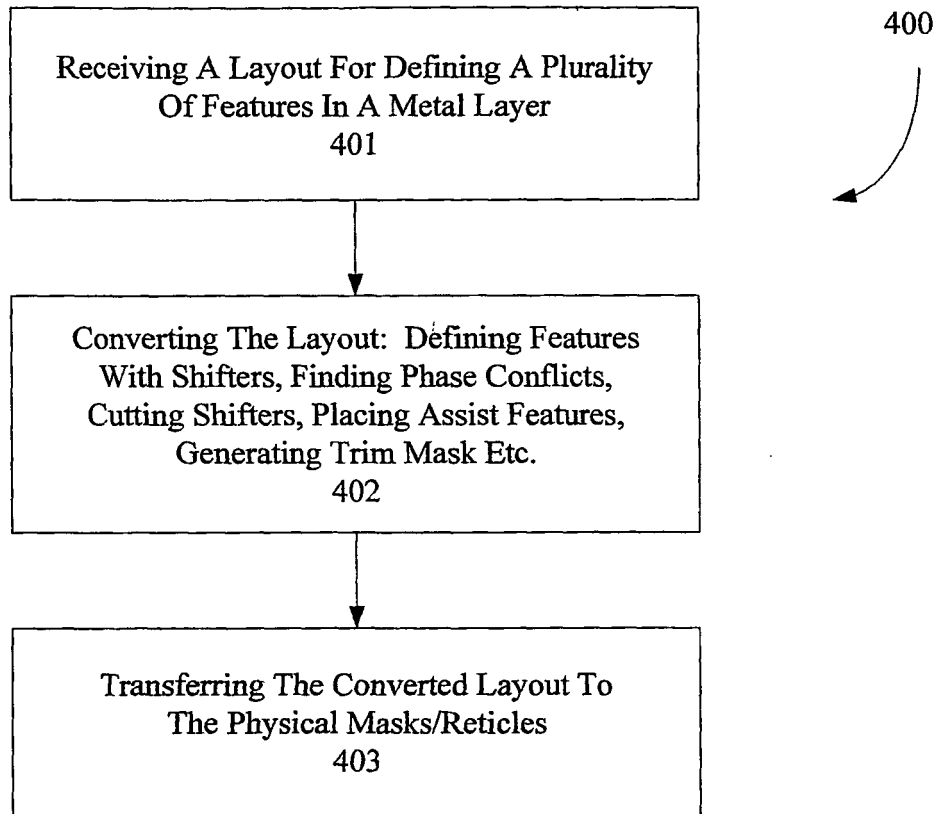 400
Receiving A Layout For Defining A Plurality
Of Features In A Metal Layer
401
Converting The Layout: Defining Features
With Shifters, Finding Phase Conflicts,
Cutting Shifters, Placing Assist Features,
Generating Trim Mask Etc.
402
Transferring The Converted Layout To
The Physical Masks/Reticles
403